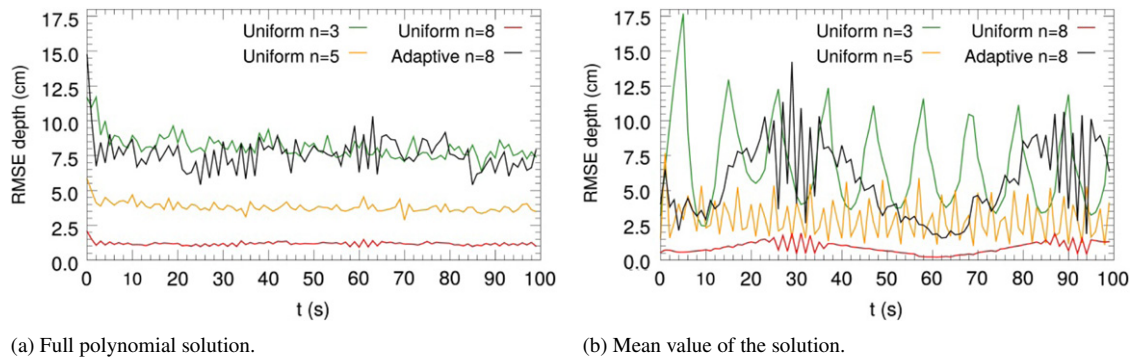 17.5
15.0
12.5
10.0
7.5
5.0
2.5
0.0
RMSE depth (cm)
Uniform n=3 Uniform n=8
Uniform n=5 Adaptive n=8
0 10 20 30 40 50 60 70 80 90 100
t (s)
(a) Full polynomial solution.
17.5
15.0
12.5
10.0
7.5
5.0
2.5
0.0
RMSE depth (cm)
Uniform n=3 Uniform n=8
Uniform n=5 Adaptive n=8
0 10 20 30 40 50 60 70 80 90 100
t (s)
(b) Mean value of the solution.